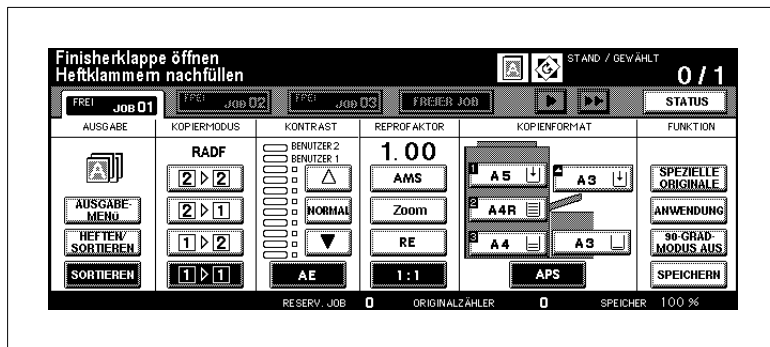 Finisherklappe öffnen
Heftklammern nachfüllen
STAND / GEWÄHLT
0/1
FREI JOB 01
FREI JOB 02
FREI JOB 03
FREIER JOB
STATUS
AUSGABE
KOPIERMODUS
KONTRAST
REPROFAKTOR
KOPIENFORMAT
FUNKTION
RADF
BENUTZER 2
BENUTZER 1
1.00
2 ▷ 2
AMS
1 A5
A3
SPEZIELLE ORIGINALE
AUSGABE-MENÜ
2 ▷ 1
NORMAL
Zoom
2 A4R
ANWENDUNG
HEFTEN/SORTIEREN
1 ▷ 2
RE
3 A4
A3
90-GRAD-MODUS AUS
SORTIEREN
1 ▷ 1
AE
1:1
APS
SPEICHERN
RESERV. JOB 0 ORIGINALZÄHLER 0 SPEICHER 100 %